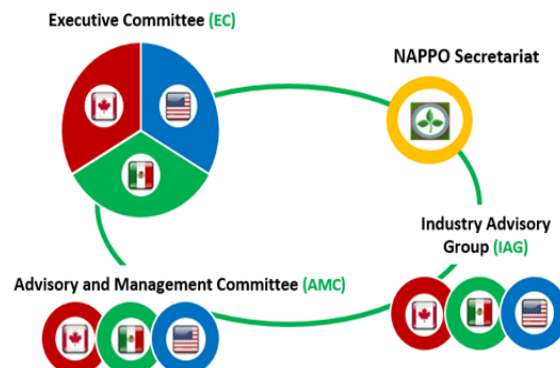 Executive Committee (EC)
NAPPO Secretariat
Industry Advisory
Group (IAG)
Advisory and Management Committee (AMC)